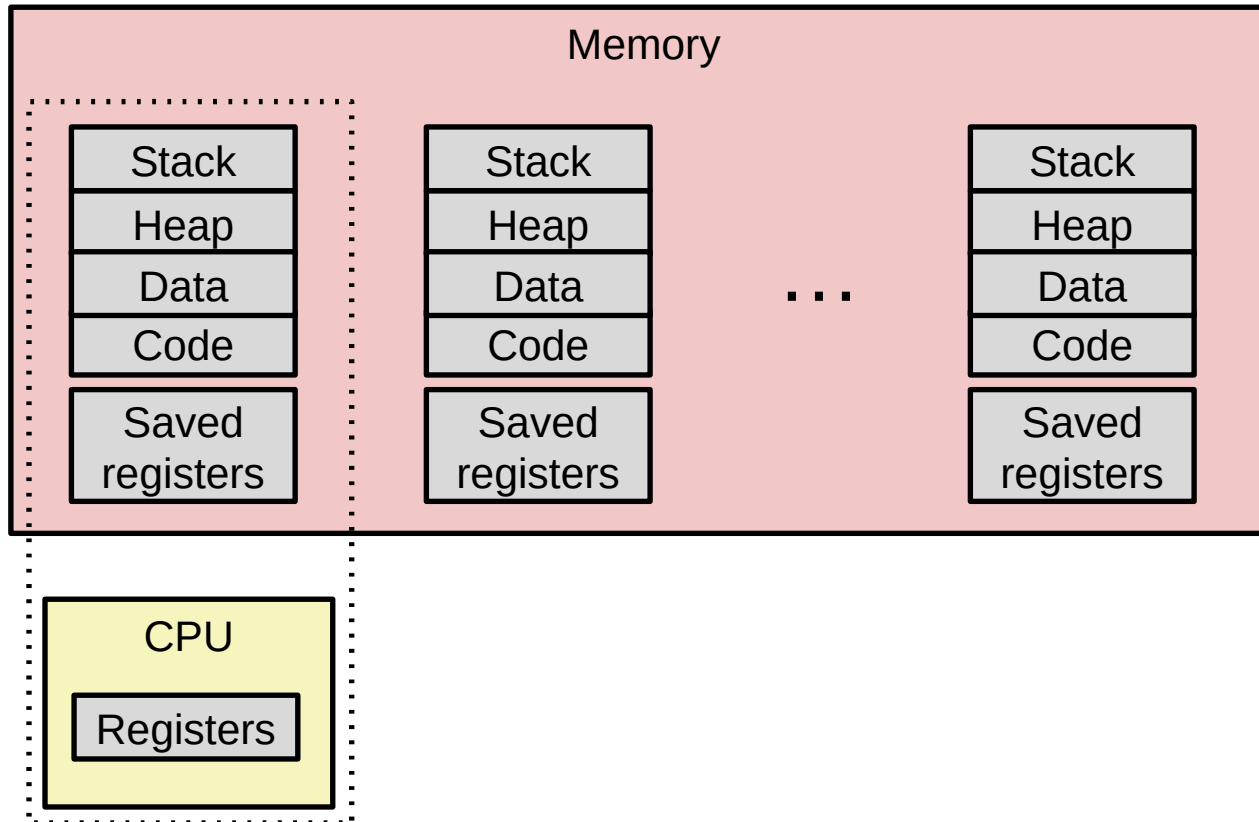 Memory
Stack
Heap
Data
Code
Saved
registers
Stack
Heap
Data
Code
Saved
registers
...
Stack
Heap
Data
Code
Saved
registers
CPU
Registers